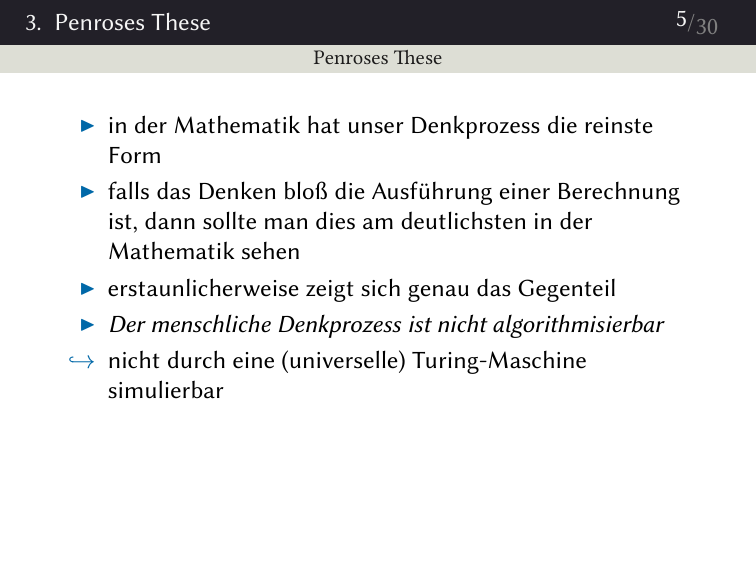 3. Penroses These
5/30
Penroses These
▶ in der Mathematik hat unser Denkprozess die reinste
Form
▶ falls das Denken bloß die Ausführung einer Berechnung
ist, dann sollte man dies am deutlichsten in der
Mathematik sehen
▶ erstaunlicherweise zeigt sich genau das Gegenteil
▶ Der menschliche Denkprozess ist nicht algorithmisierbar
↪ nicht durch eine (universelle) Turing-Maschine
simulierbar